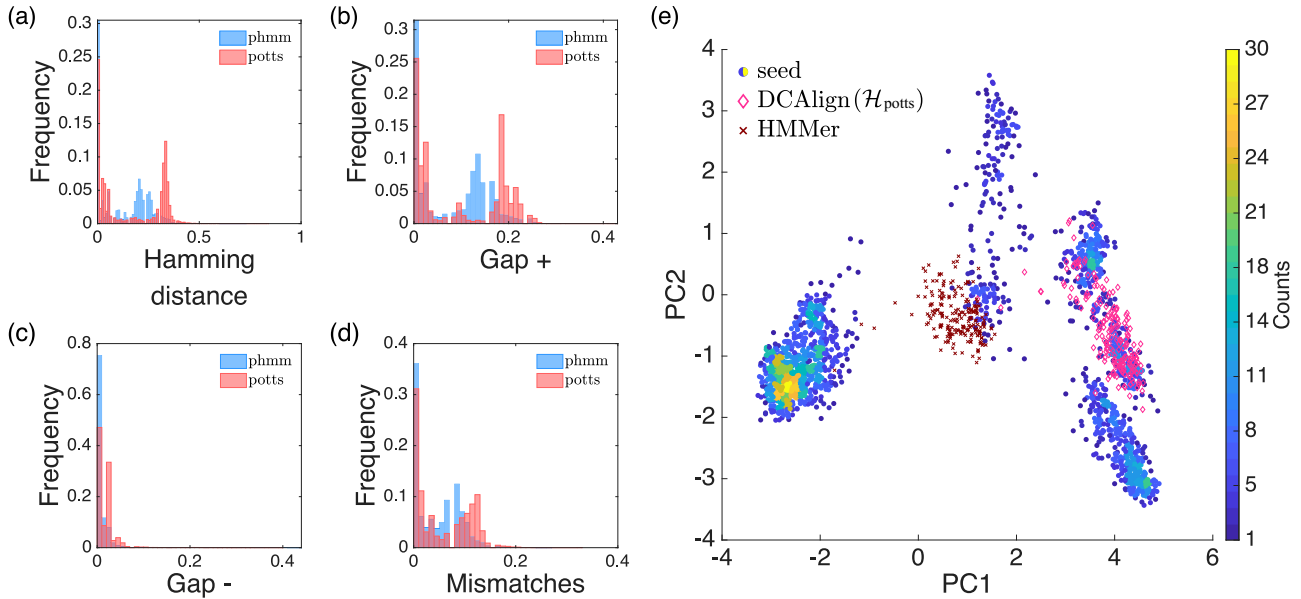 (a)
Frequency
0.3
0.25
0.2
0.15
0.1
0.05
0
0
0.5
1
Hamming
distance
phmm
potts
(b)
Frequency
0.3
0.25
0.2
0.15
0.1
0.05
0
0
0.2
0.4
Gap +
phmm
potts
(c)
Frequency
0.8
0.6
0.4
0.2
0
0
0.2
0.4
Gap -
phmm
potts
(d)
Frequency
0.4
0.3
0.2
0.1
0
0
0.2
0.4
Mismatches
phmm
potts
(e)
PC2
4
3
2
1
0
-1
-2
-3
-4
-4
-2
0
2
4
6
PC1
seed
DCAlign (ℋpotts)
HMMer
30
27
24
21
18
14
11
8
5
1
Counts